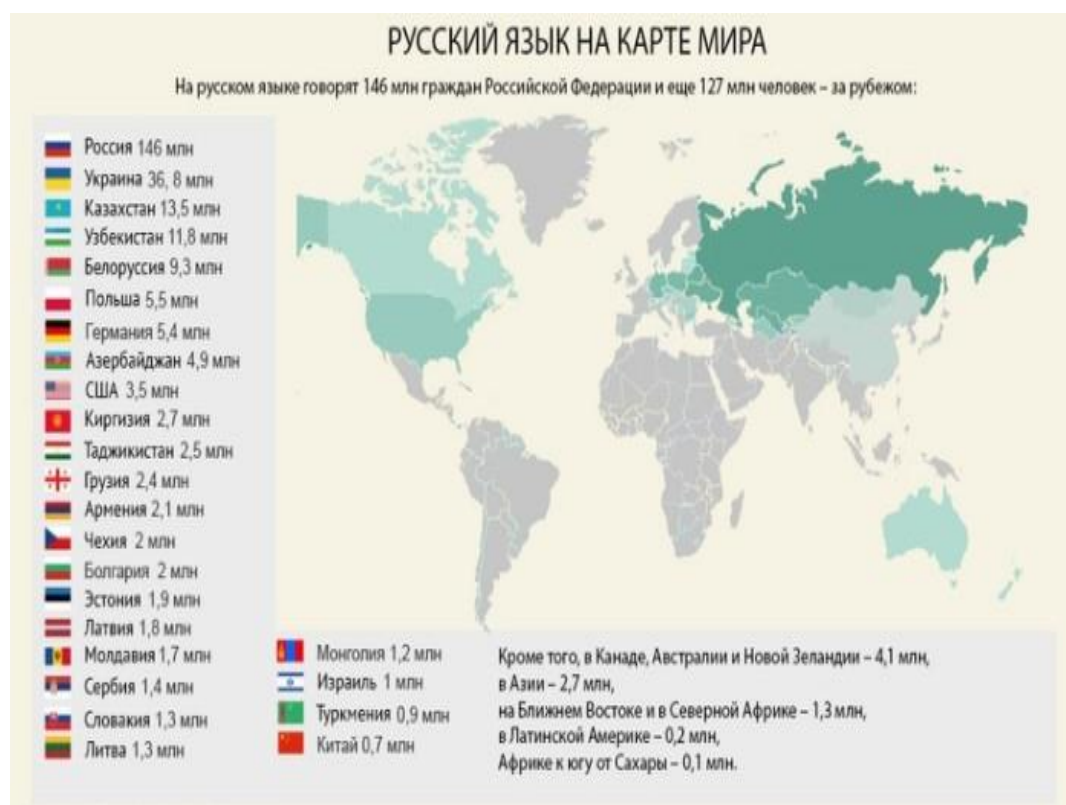 РУССКИЙ ЯЗЫК НА КАРТЕ МИРА
На русском языке говорят 146 млн граждан Российской Федерации и еще 127 млн человек – за рубежом:
Россия 146 млн
Украина 36, 8 млн
Казахстан 13,5 млн
Узбекистан 11,8 млн
Белоруссия 9,3 млн
Польша 5,5 млн
Германия 5,4 млн
Азербайджан 4,9 млн
США 3,5 млн
Киргизия 2,7 млн
Таджикистан 2,5 млн
Грузия 2,4 млн
Армения 2,1 млн
Чехия 2 млн
Болгария 2 млн
Эстония 1,9 млн
Латвия 1,8 млн
Молдавия 1,7 млн
Сербия 1,4 млн
Словакия 1,3 млн
Литва 1,3 млн
Монголия 1,2 млн
Израиль 1 млн
Туркмения 0,9 млн
Китай 0,7 млн
Кроме того, в Канаде, Австралии и Новой Зеландии – 4,1 млн,
в Азии – 2,7 млн,
на Ближнем Востоке и в Северной Африке – 1,3 млн,
в Латинской Америке – 0,2 млн,
Африке к югу от Сахары – 0,1 млн.